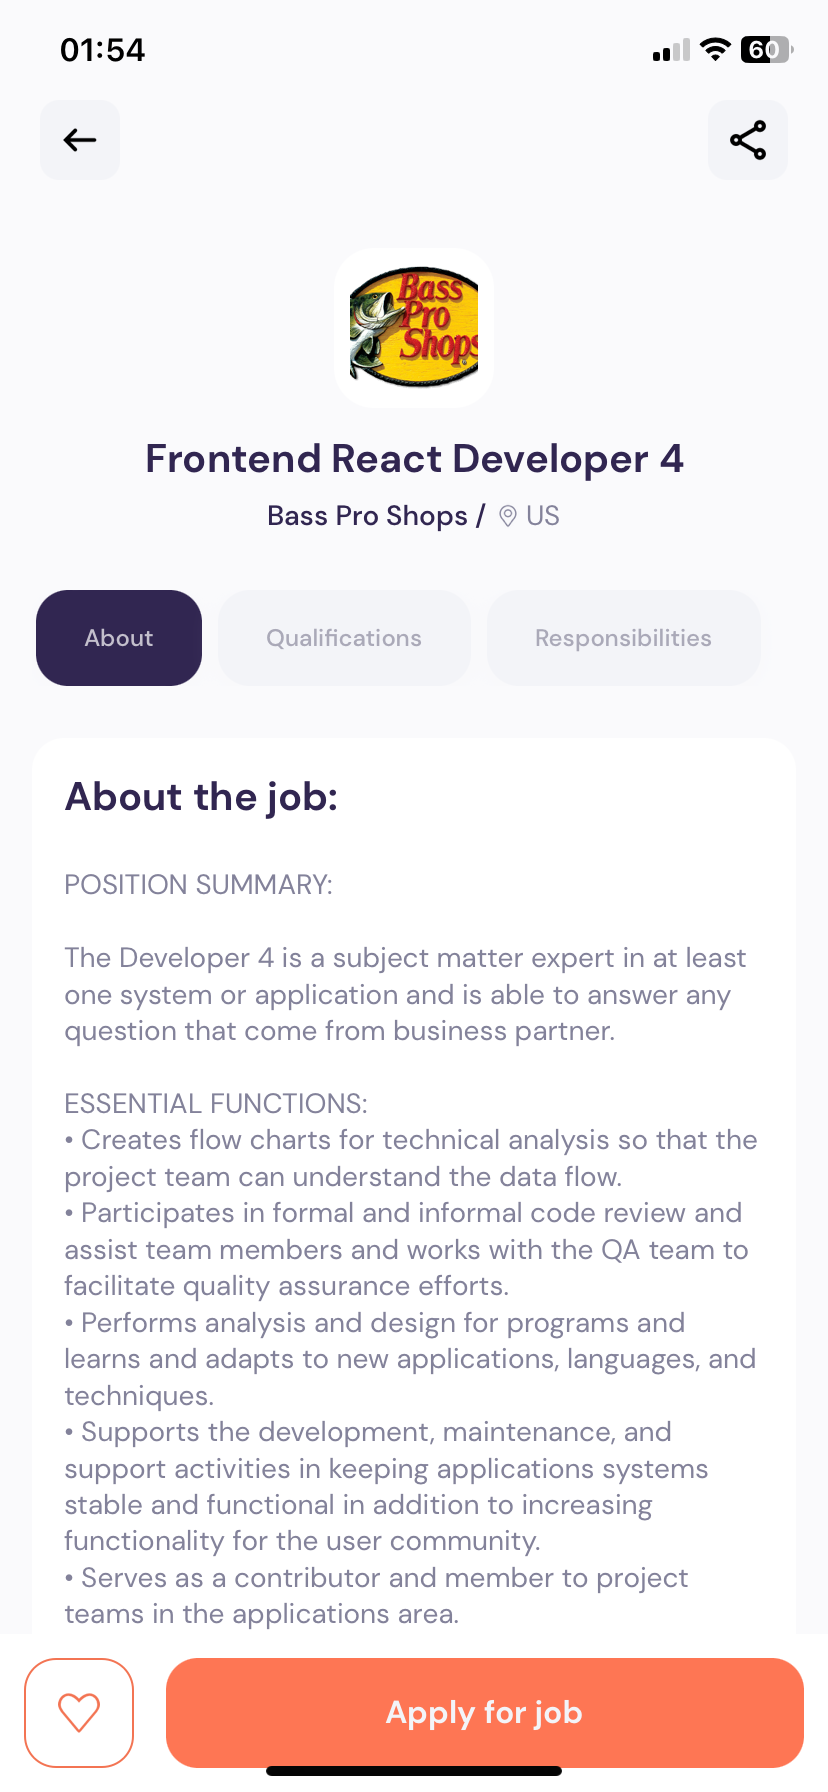 01:54
60
Bass
Pro
Shops
Frontend React Developer 4
Bass Pro Shops / US
About
Qualifications
Responsibilities
About the job:
POSITION SUMMARY:
The Developer 4 is a subject matter expert in at least
one system or application and is able to answer any
question that come from business partner.
ESSENTIAL FUNCTIONS:
• Creates flow charts for technical analysis so that the
project team can understand the data flow.
• Participates in formal and informal code review and
assist team members and works with the QA team to
facilitate quality assurance efforts.
• Performs analysis and design for programs and
learns and adapts to new applications, languages, and
techniques.
• Supports the development, maintenance, and
support activities in keeping applications systems
stable and functional in addition to increasing
functionality for the user community.
• Serves as a contributor and member to project
teams in the applications area.
Apply for job